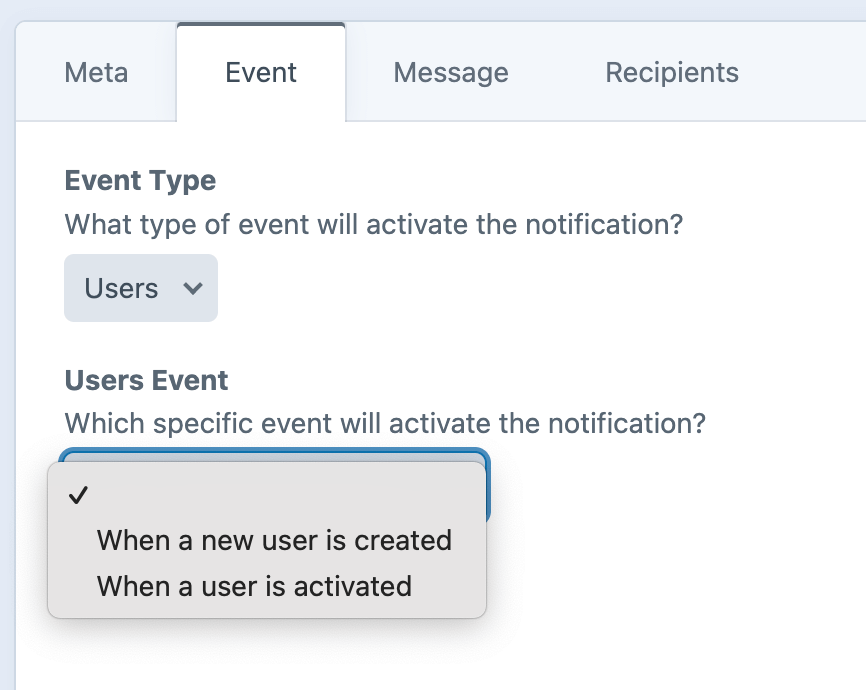 Meta
Event
Message
Recipients
Event Type
What type of event will activate the notification?
Users
Users Event
Which specific event will activate the notification?
When a new user is created
When a user is activated